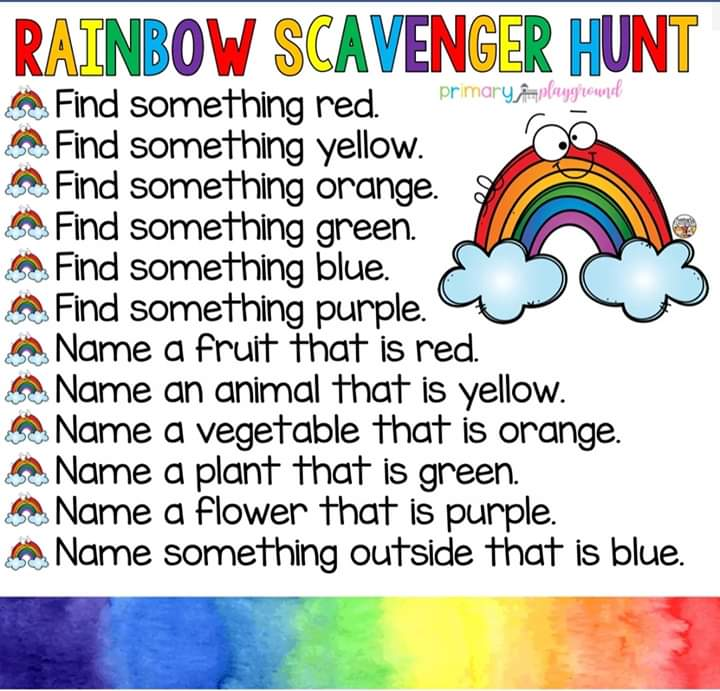 RAINBOW SCAVENGER HUNT
primary playground
Find something red.
Find something yellow.
Find something orange.
Find something green.
Find something blue.
Find something purple.
Name a fruit that is red.
Name an animal that is yellow.
Name a vegetable that is orange.
Name a plant that is green.
Name a flower that is purple.
Name something outside that is blue.